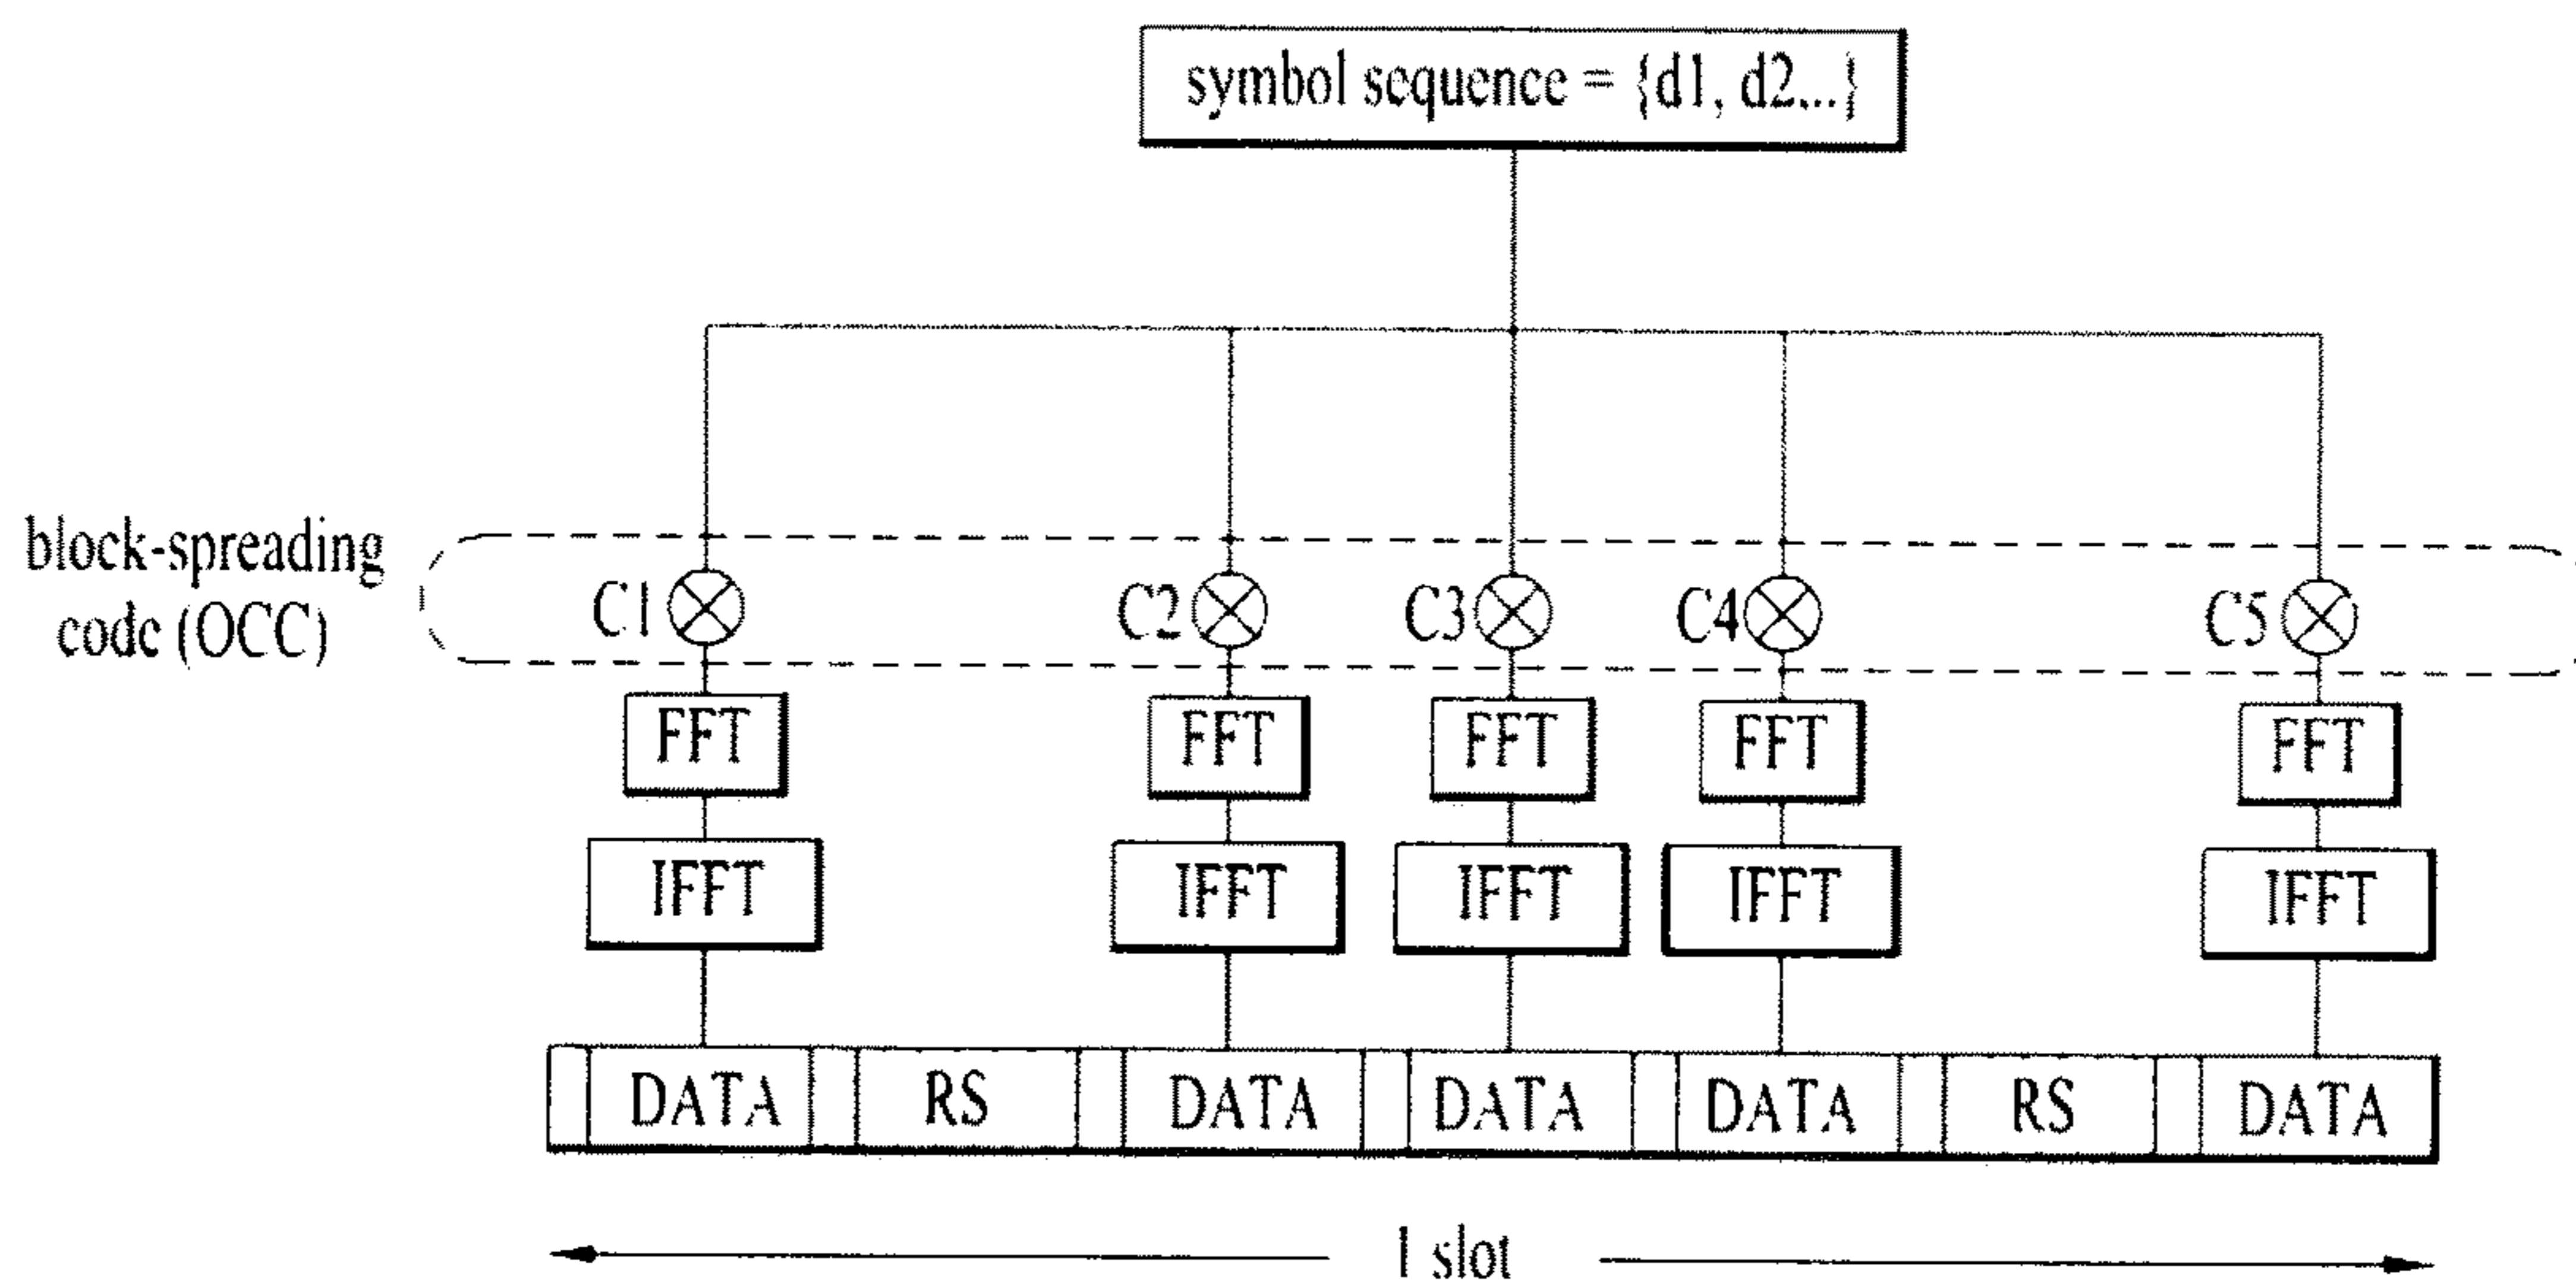 symbol sequence = {d1, d2...}
block-spreading
code (OCC)
C1 C2 C3 C4 C5
FFT FFT FFT FFT FFT
IFFT IFFT IFFT IFFT IFFT
DATA RS DATA DATA DATA RS DATA
1 slot